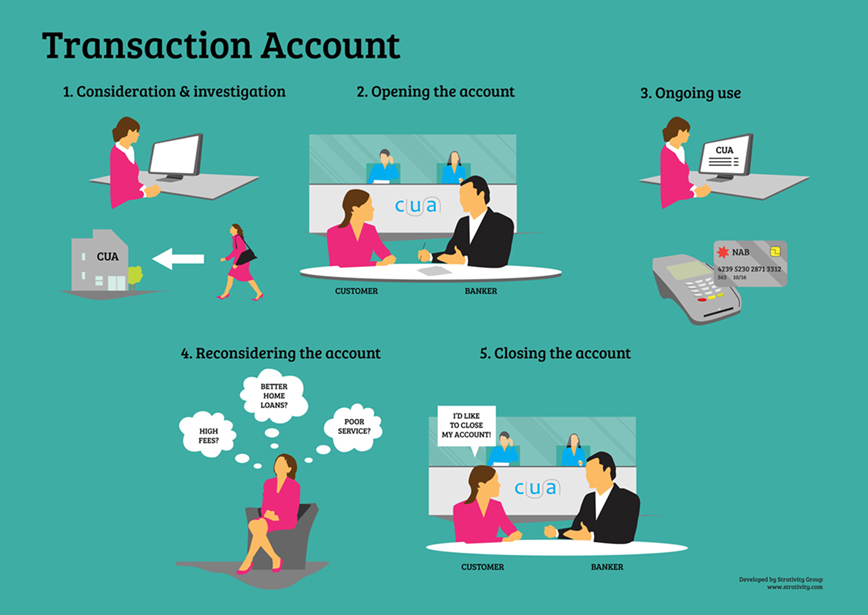 Transaction Account
1. Consideration & investigation
CUA
2. Opening the account
cua
CUSTOMER
BANKER
3. Ongoing use
CUA
NAB
4239 5230 2871 3312
563 10/16
4. Reconsidering the account
HIGH
FEES?
BETTER
HOME
LOANS?
POOR
SERVICE?
5. Closing the account
I'D LIKE
TO CLOSE
MY ACCOUNT!
cua
CUSTOMER
BANKER
Developed by Strativity Group
www.strativity.com